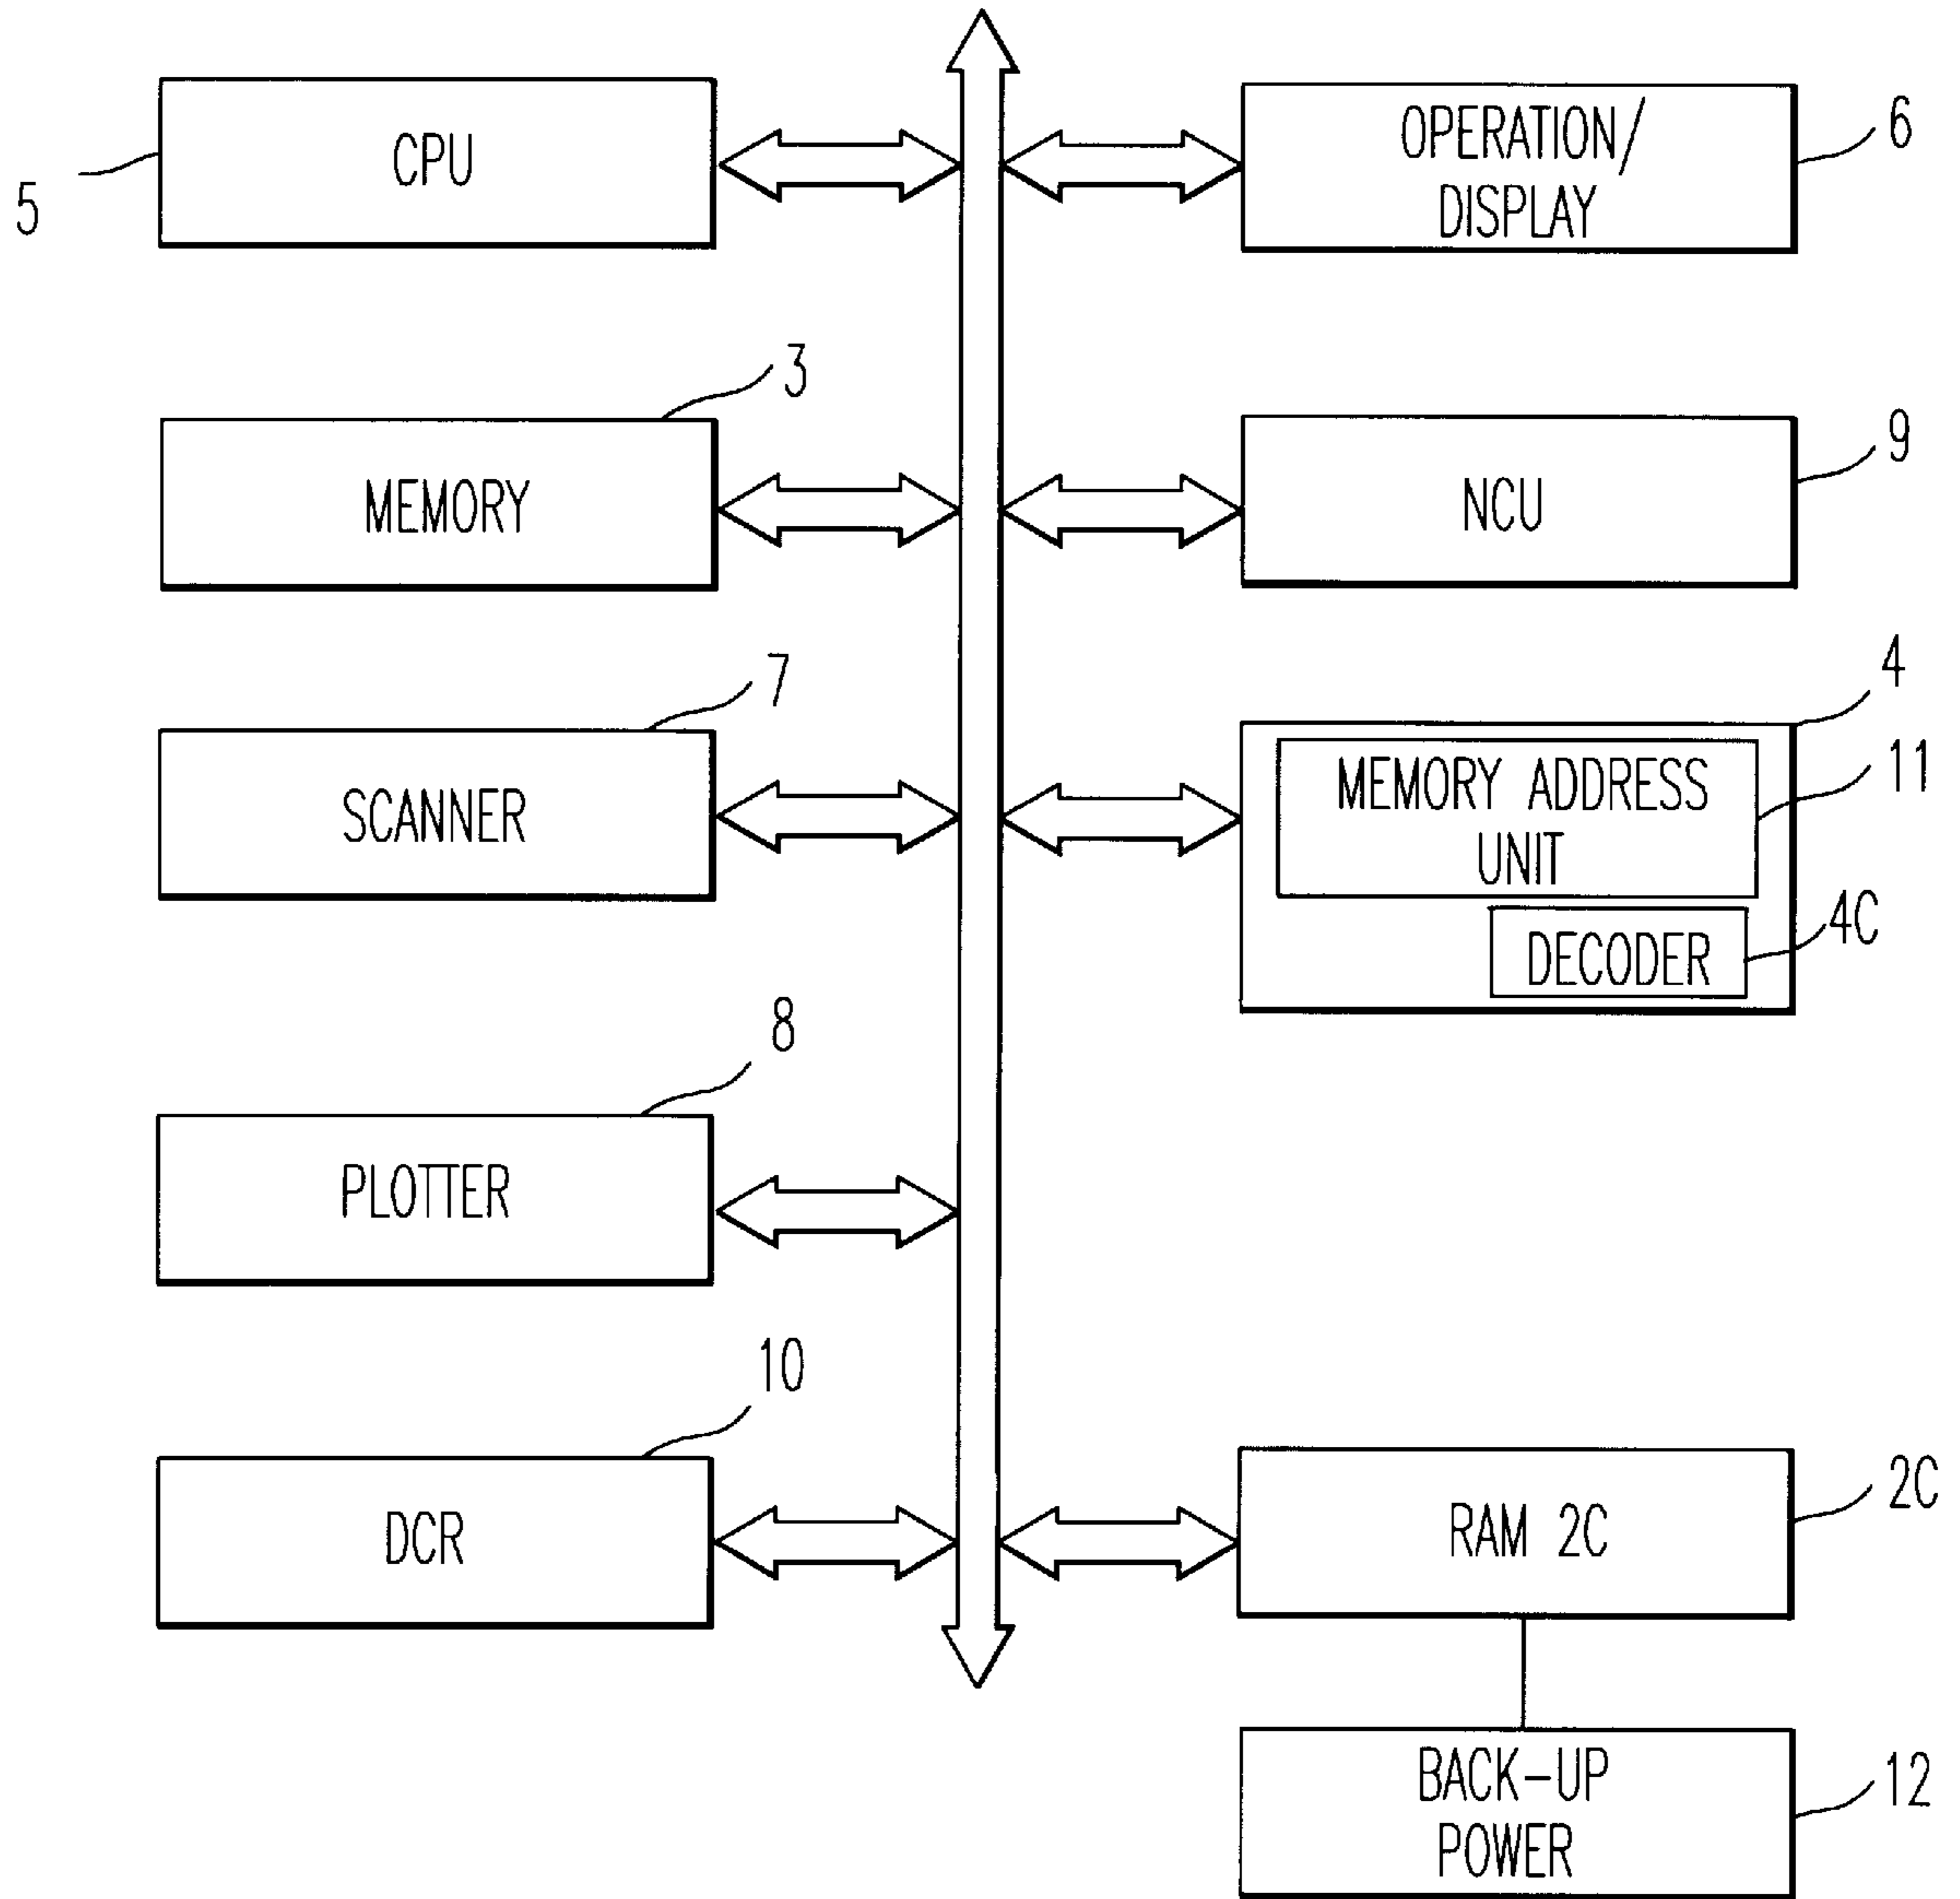 CPU
5
OPERATION/
DISPLAY
6
3
MEMORY
NCU
9
7
SCANNER
4
MEMORY ADDRESS
UNIT
11
DECODER
4C
8
PLOTTER
10
DCR
RAM 2C
2C
BACK-UP
POWER
12